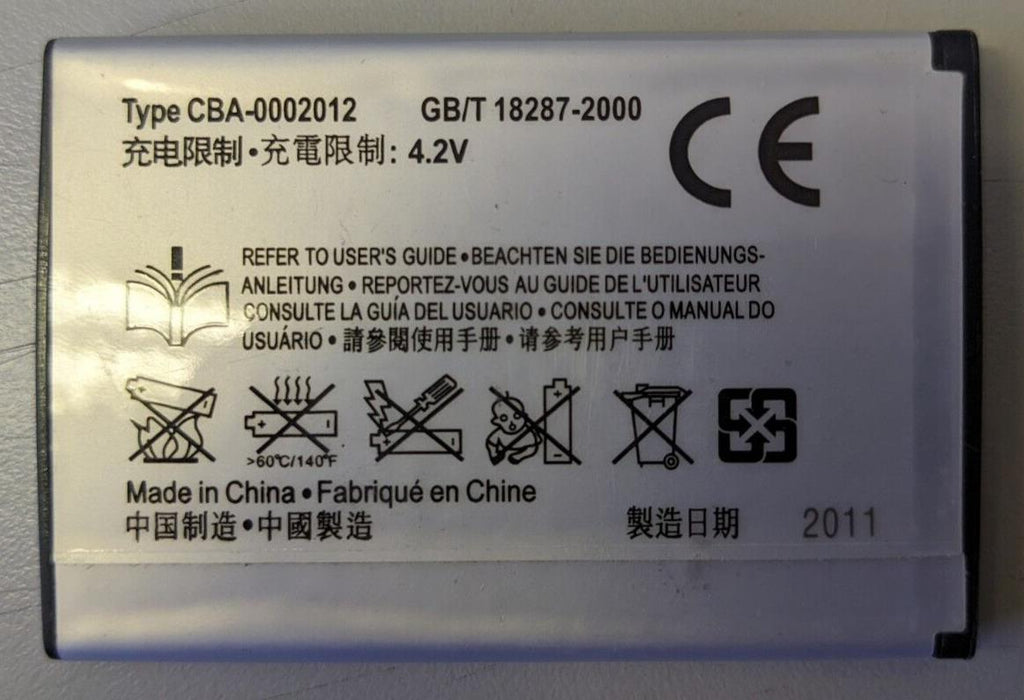 Type CBA-0002012 GB/T 18287-2000
充电限制•充電限制: 4.2V
CE
REFER TO USER'S GUIDE • BEACHTEN SIE DIE BEDIENUNGS-
ANLEITUNG • REPORTEZ-VOUS AU GUIDE DE L'UTILISATEUR
CONSULTE LA GUÍA DEL USUARIO • CONSULTE O MANUAL DO
USUÁRIO • 請參閱使用手册 • 请参考用户手册
+ -
>60℃/140℉
Made in China • Fabriqué en Chine
中国制造•中國製造 製造日期 2011